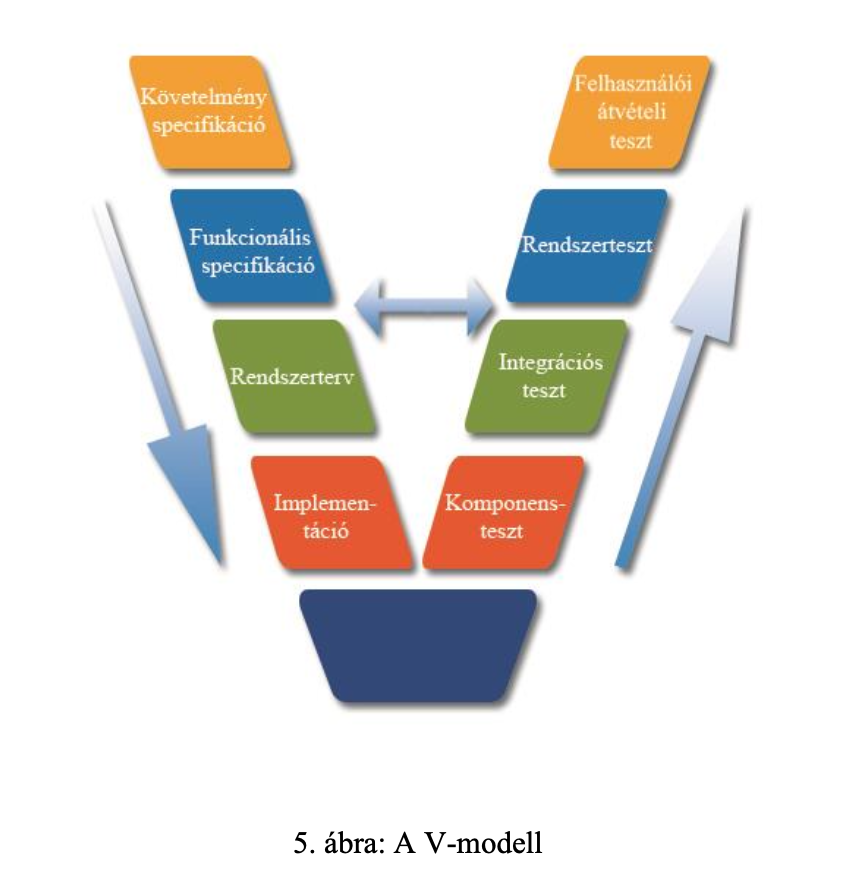 Követelmény
specifikáció
Felhasználói
átvételi
teszt
Funkcionális
specifikáció
Rendszerteszt
Rendszerterv
Integrációs
teszt
Implemen-
táció
Komponens-
teszt
5. ábra: A V-modell